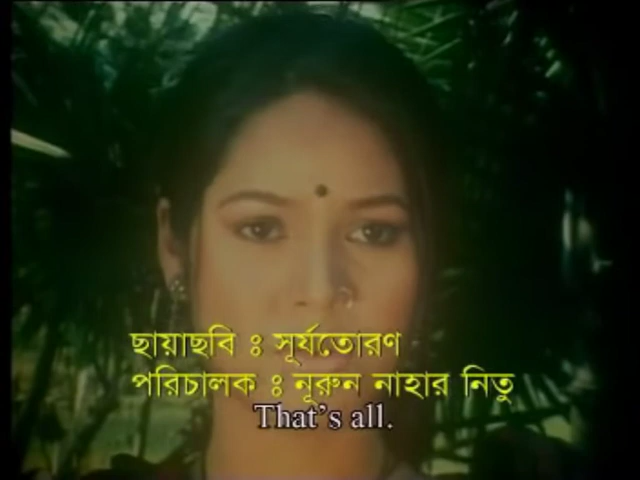 ছায়াছবি ঃ সূর্যতোরণ
পরিচালক ঃ নূরুন নাহার নিতু
That's all.